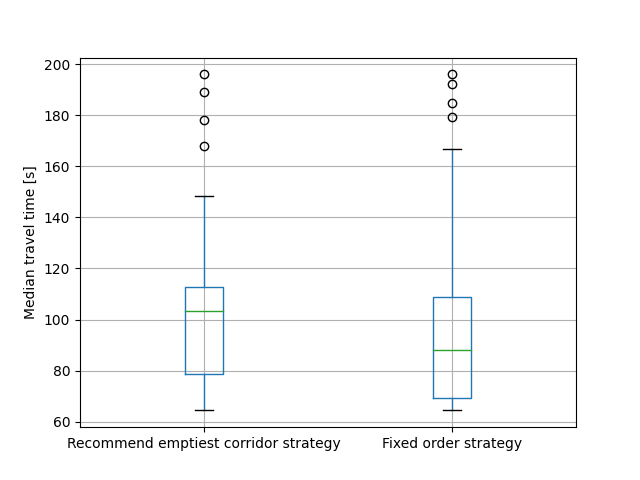 200
180
160
140
120
100
80
60
Median travel time [s]
Recommend emptiest corridor strategy
Fixed order strategy